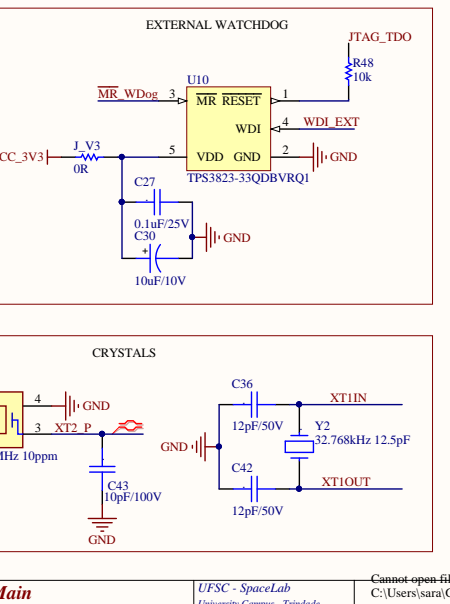 EXTERNAL WATCHDOG
JTAG_TDO
R48
10k
U10
MR_WDog
3
MR
RESET
1
WDI
4
WDI_EXT
CC_3V3
J_V3
0R
5
VDD
GND
2
GND
TPS3823-33QDBVRQ1
C27
0.1uF/25V
C30
GND
+
10uF/10V
CRYSTALS
4
GND
3
XT2_P
MHz 10ppm
C43
10pF/100V
GND
C36
XT1IN
12pF/50V
Y2
32.768kHz 12.5pF
GND
C42
XT1OUT
12pF/50V
Main
UFSC - SpaceLab
University Campus - Trindade
Cannot open fil
C:\Users\sara\G